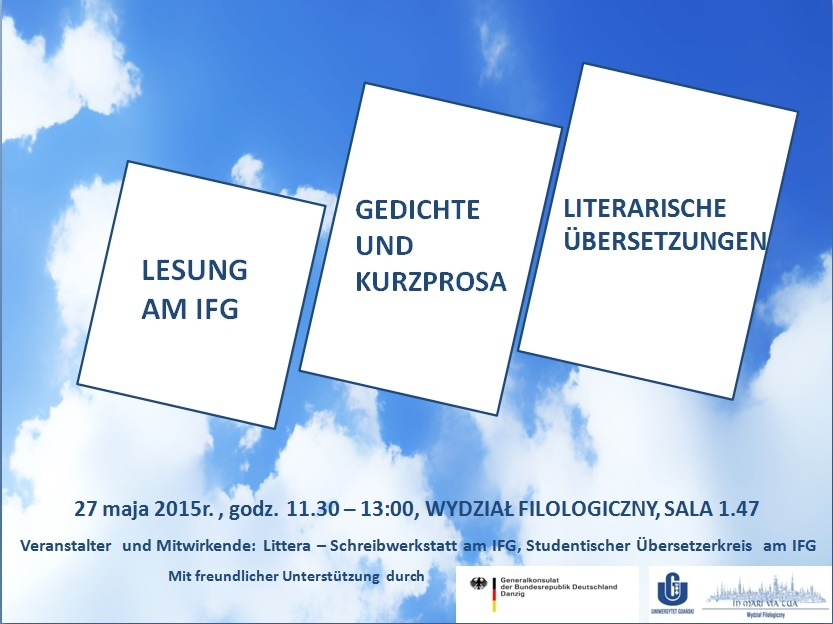 LESUNG
AM IFG
GEDICHTE
UND
KURZPROSA
LITERARISCHE
ÜBERSETZUNGEN
27 maja 2015r. , godz. 11.30 – 13:00, WYDZIAŁ FILOLOGICZNY, SALA 1.47
Veranstalter und Mitwirkende: Littera – Schreibwerkstatt am IFG, Studentischer Übersetzerkreis am IFG
Mit freundlicher Unterstützung durch
Generalkonsulat
der Bundesrepublik Deutschland
Danzig
UNIWERSYTET GDAŃSKI
IN MARI VIA TUA
Wydział Filologiczny